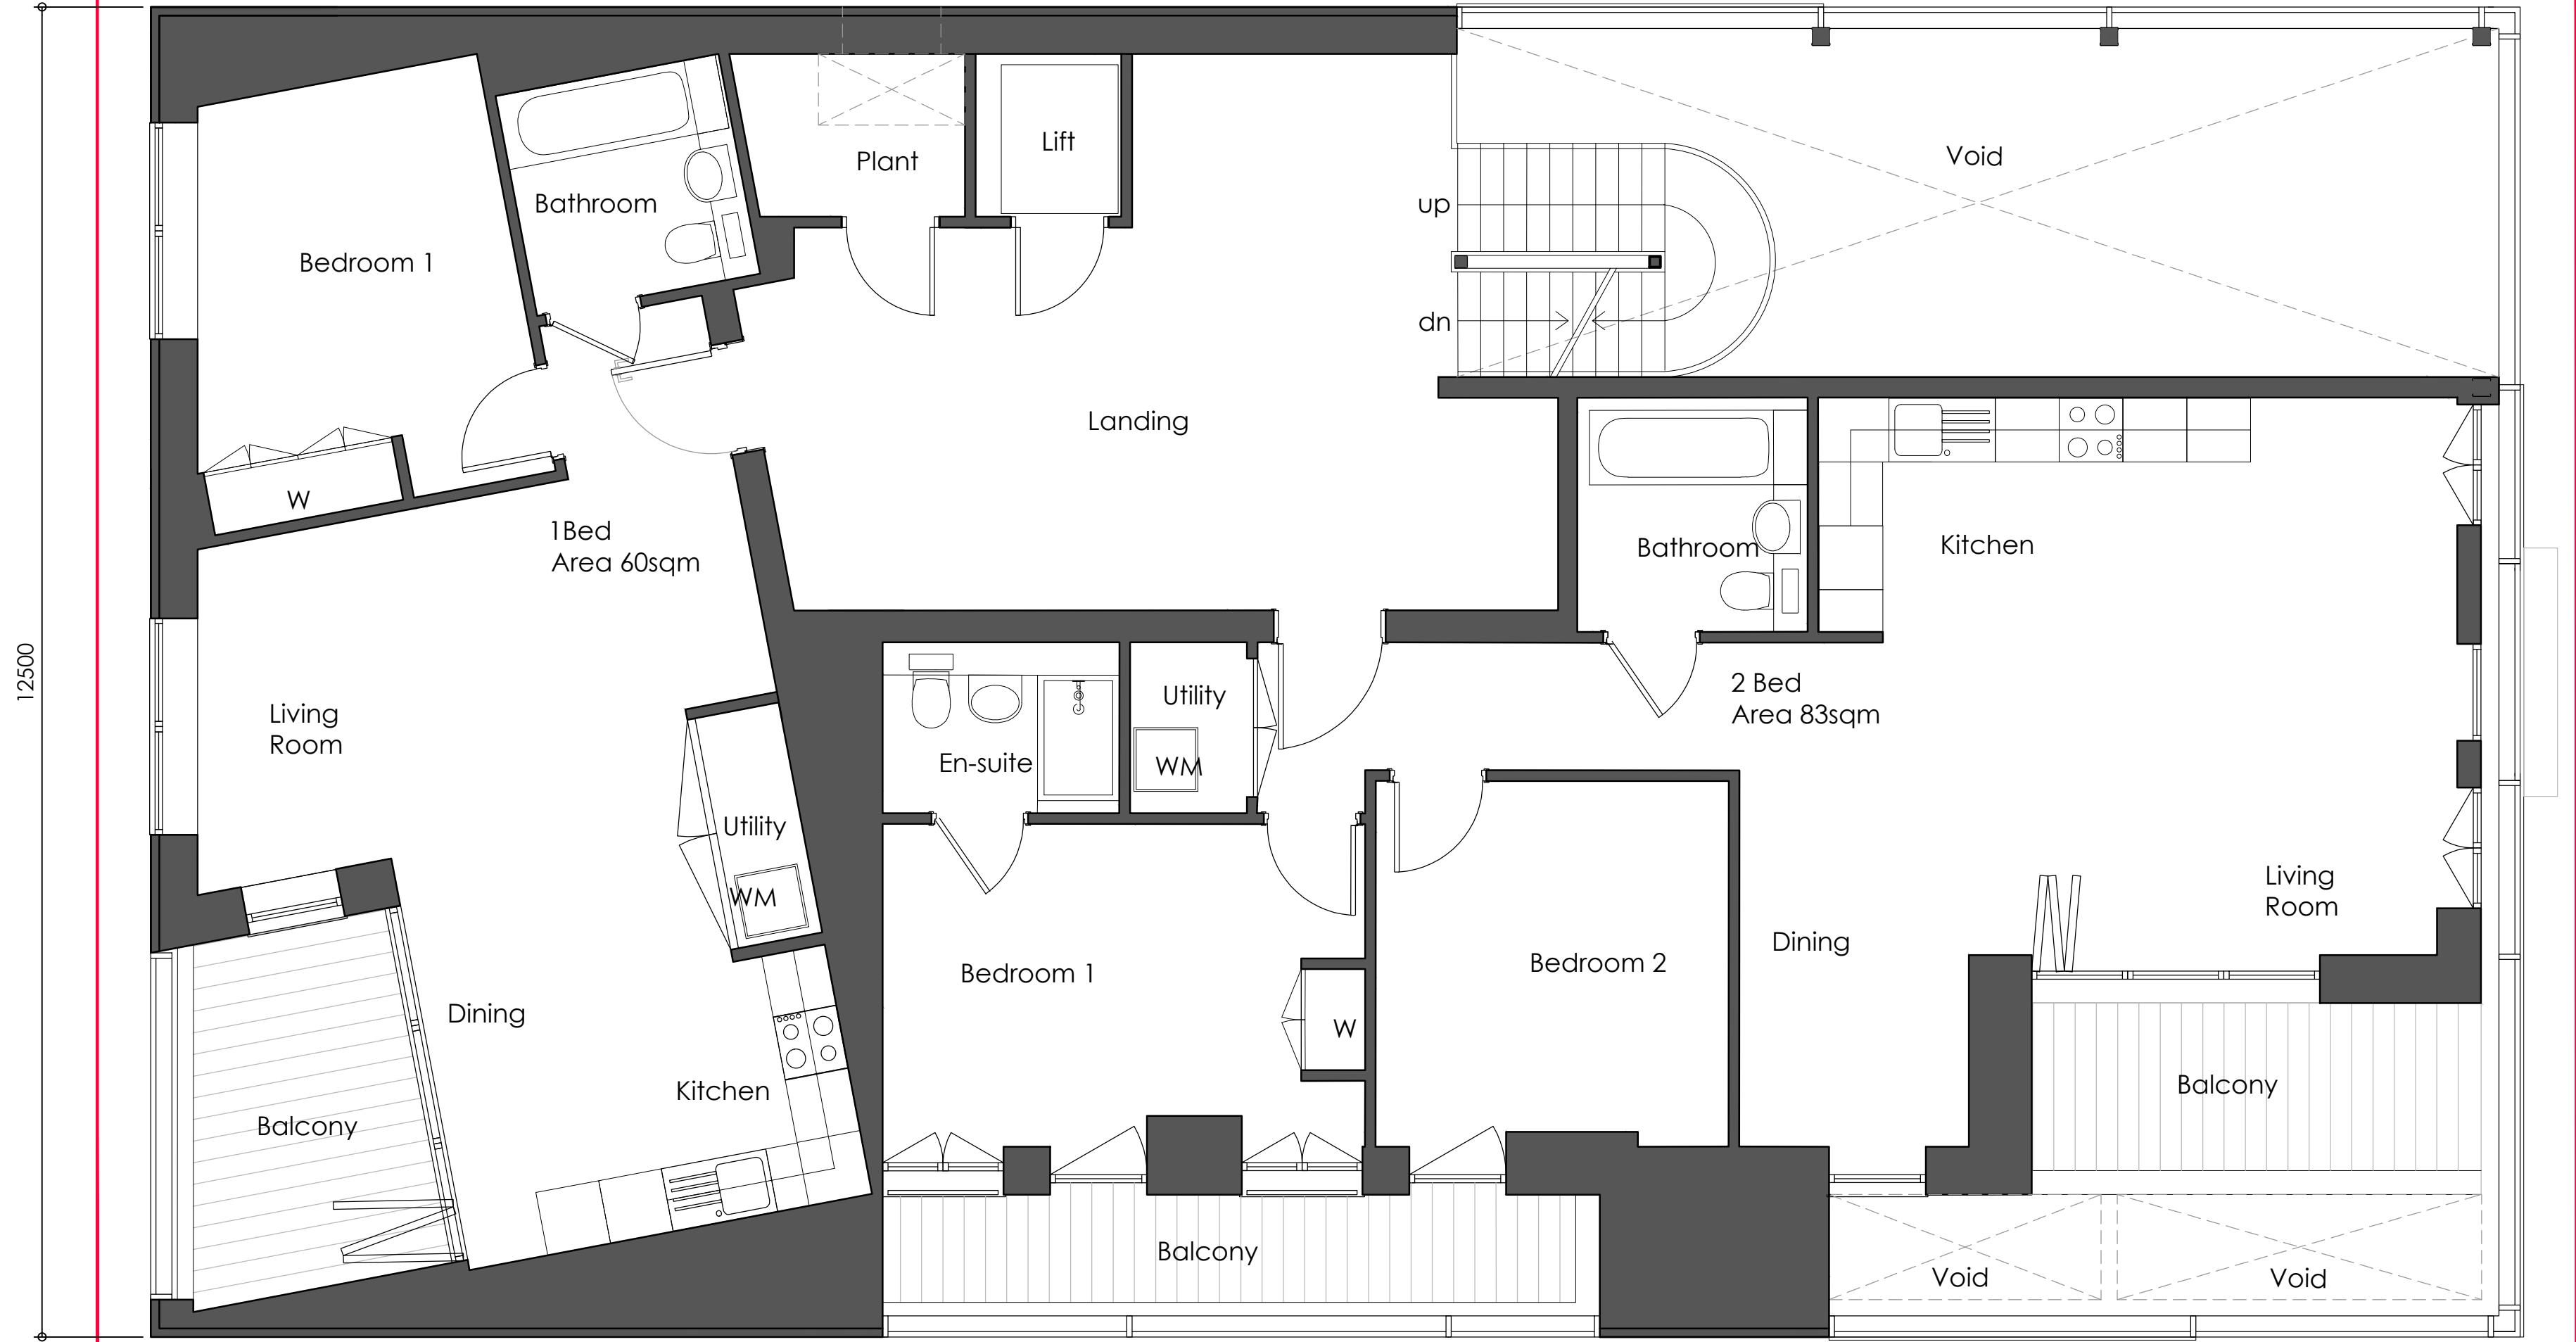 Plant
Lift
Void
Bathroom
up
Bedroom 1
dn
Landing
W
1Bed
Area 60sqm
Bathroom
Kitchen
12500
Living
Room
Utility
2 Bed
Area 83sqm
En-suite
WM
Utility
WM
Living
Room
Dining
Bedroom 2
Bedroom 1
Dining
W
Kitchen
Balcony
Balcony
Balcony
Void
Void